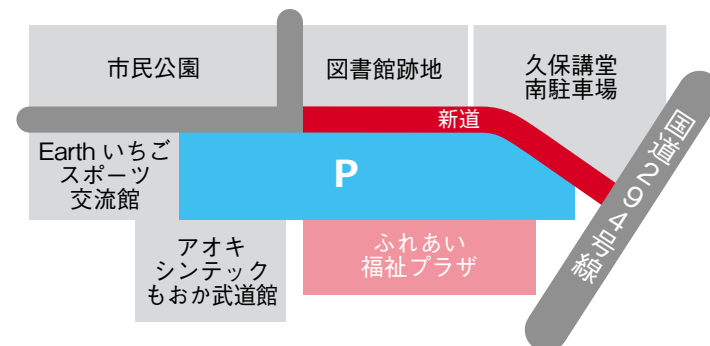 市民公園
図書館跡地
久保講堂
南駐車場
新道
国道294号線
Earth いちご
スポーツ
交流館
P
アオキ
シンテック
もおか武道館
ふれあい
福祉プラザ